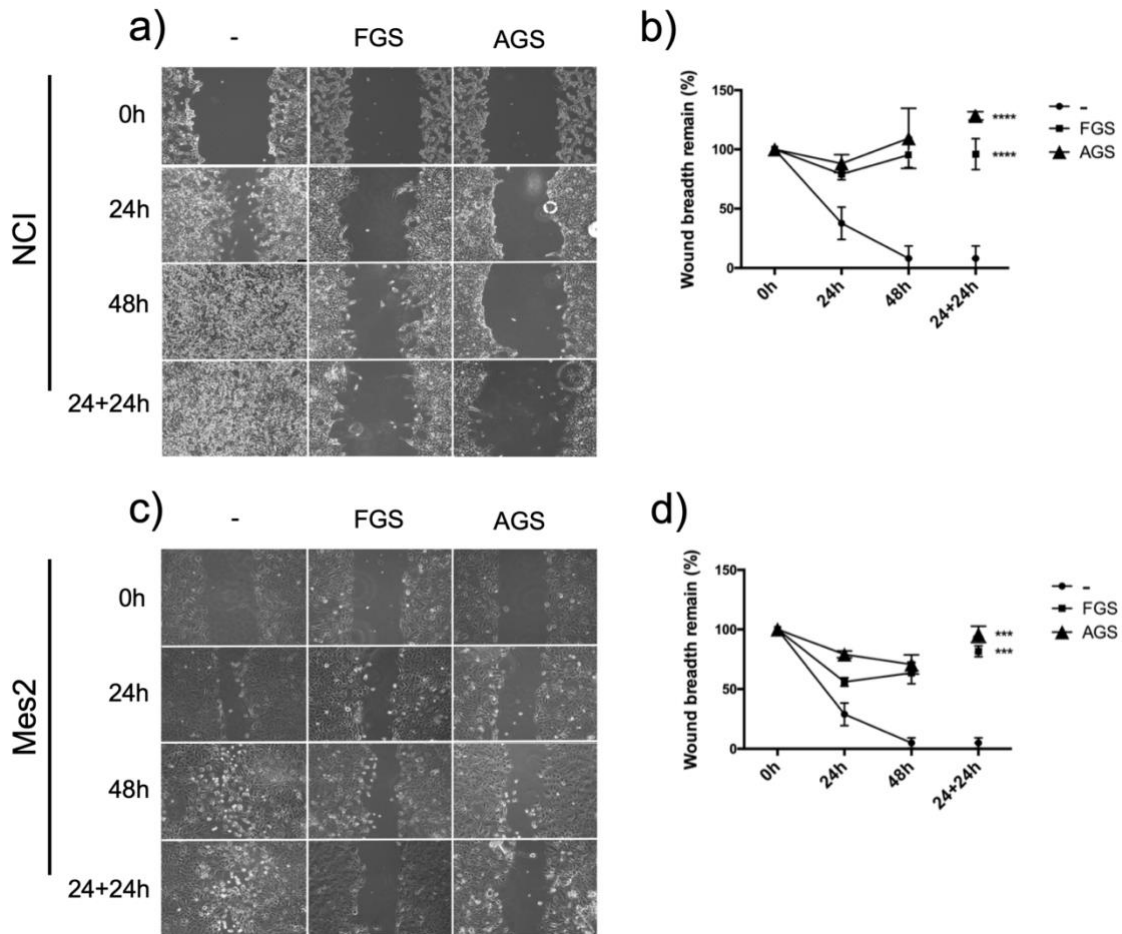 a)
- FGS AGS
NCI
0h
24h
48h
24+24h
b)
Wound breadth remain (%)
150
100
50
0
0h 24h 48h 24+24h
****
****
-
FGS
AGS
c)
- FGS AGS
Mes2
0h
24h
48h
24+24h
d)
Wound breadth remain (%)
150
100
50
0
0h 24h 48h 24+24h
***
***
-
FGS
AGS